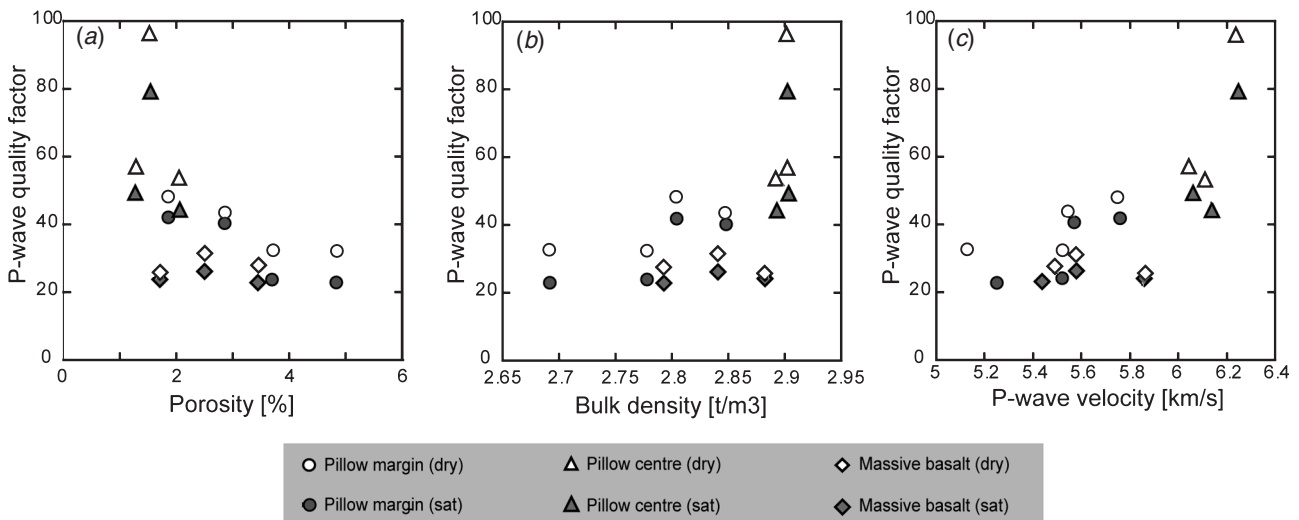 (a)
P-wave quality factor
100
80
60
40
20
0
0 2 4 6
Porosity [%]
(b)
P-wave quality factor
100
80
60
40
20
0
2.65 2.7 2.75 2.8 2.85 2.9 2.95
Bulk density [t/m3]
(c)
P-wave quality factor
100
80
60
40
20
0
5 5.2 5.4 5.6 5.8 6 6.2 6.4
P-wave velocity [km/s]
Pillow margin (dry) Pillow centre (dry) Massive basalt (dry)
Pillow margin (sat) Pillow centre (sat) Massive basalt (sat)